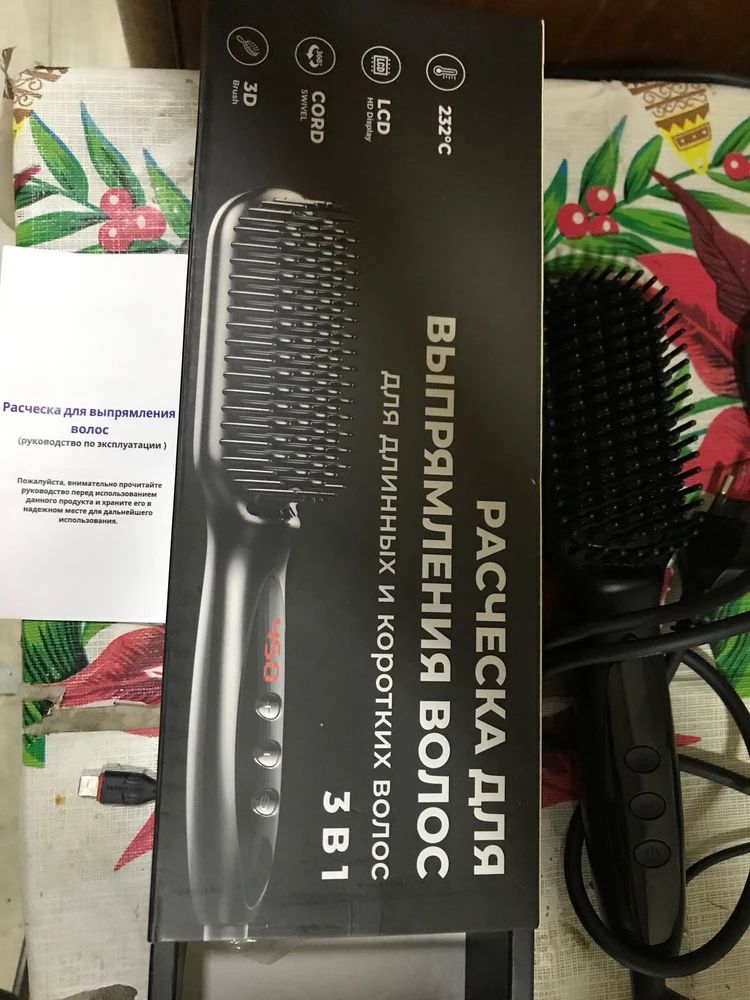 232°C
LCD
HD Display
CORD
SWIVEL
360
3D
Brush
РАСЧЕСКА ДЛЯ
ВЫПРЯМЛЕНИЯ ВОЛОС
ДЛЯ ДЛИННЫХ И КОРОТКИХ ВОЛОС
3 В 1
450
Расческа для выпрямления
волос
(руководство по эксплуатации )
Пожалуйста, внимательно прочитайте
руководство перед использованием
данного продукта и храните его в
надежном месте для дальнейшего
использования.